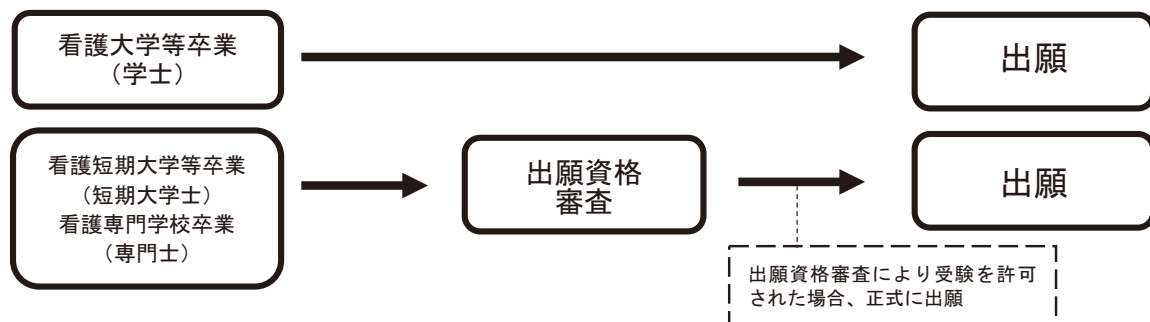 看護大学等卒業
（学士）
出願
看護短期大学等卒業
（短期大学士）
看護専門学校卒業
（専門士）
出願資格
審査
出願
出願資格審査により受験を許可
された場合、正式に出願